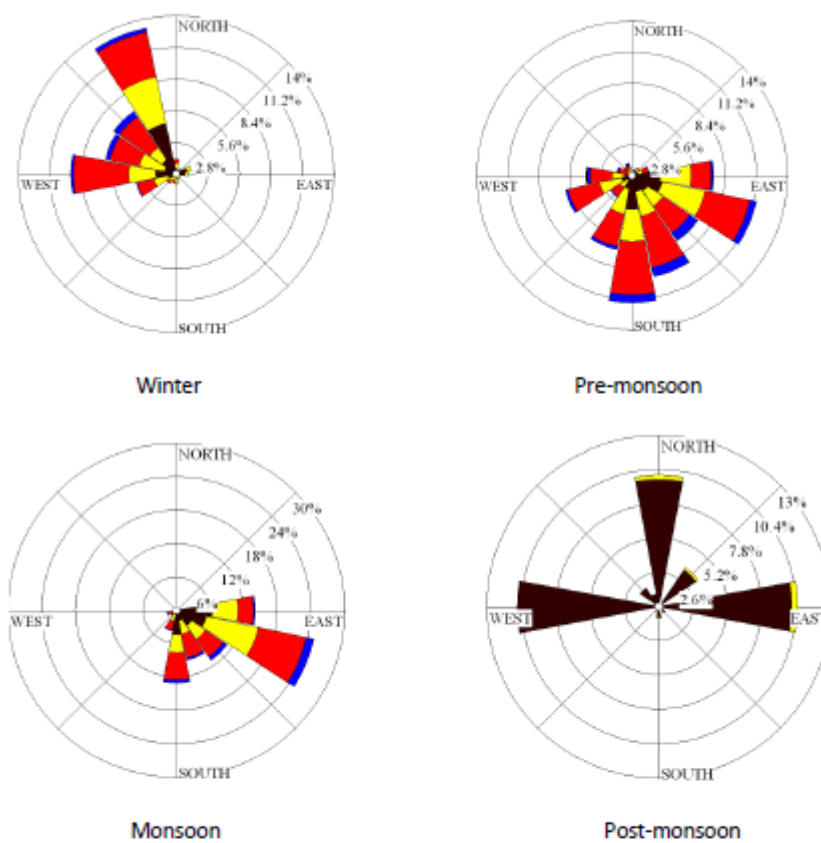 NORTH
14%
11.2%
8.4%
5.6%
2.8%
WEST
EAST
SOUTH
Winter
NORTH
14%
11.2%
8.4%
5.6%
2.8%
WEST
EAST
SOUTH
Pre-monsoon
NORTH
30%
24%
18%
12%
6%
WEST
EAST
SOUTH
Monsoon
NORTH
13%
10.4%
7.8%
5.2%
2.6%
WEST
EAST
SOUTH
Post-monsoon